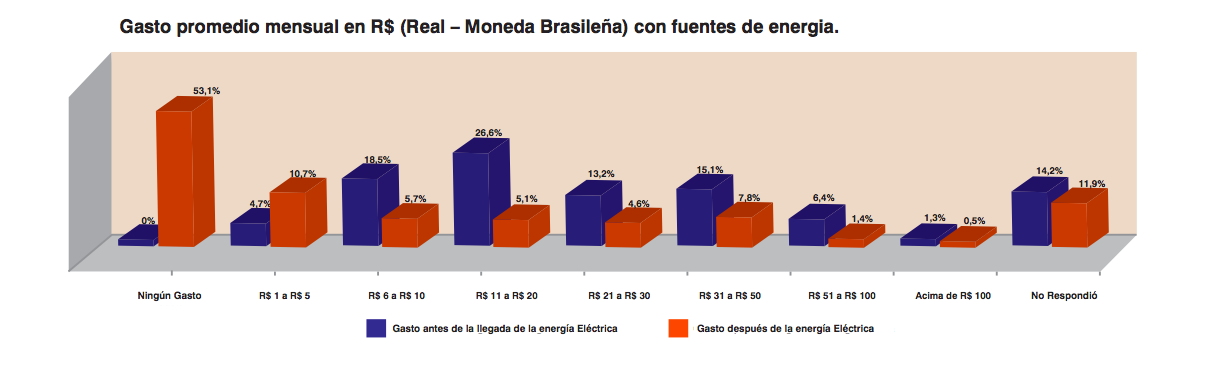 Gasto promedio mensual en R$ (Real – Moneda Brasileña) con fuentes de energia.
53,1%
0%
4,7%
10,7%
18,5%
5,7%
26,6%
5,1%
13,2%
4,6%
15,1%
7,8%
6,4%
1,4%
1,3%
0,5%
14,2%
11,9%
Ningún Gasto
R$ 1 a R$ 5
R$ 6 a R$ 10
R$ 11 a R$ 20
R$ 21 a R$ 30
R$ 31 a R$ 50
R$ 51 a R$ 100
Acima de R$ 100
No Respondió
Gasto antes de la llegada de la energía Eléctrica
Gasto después de la energía Eléctrica